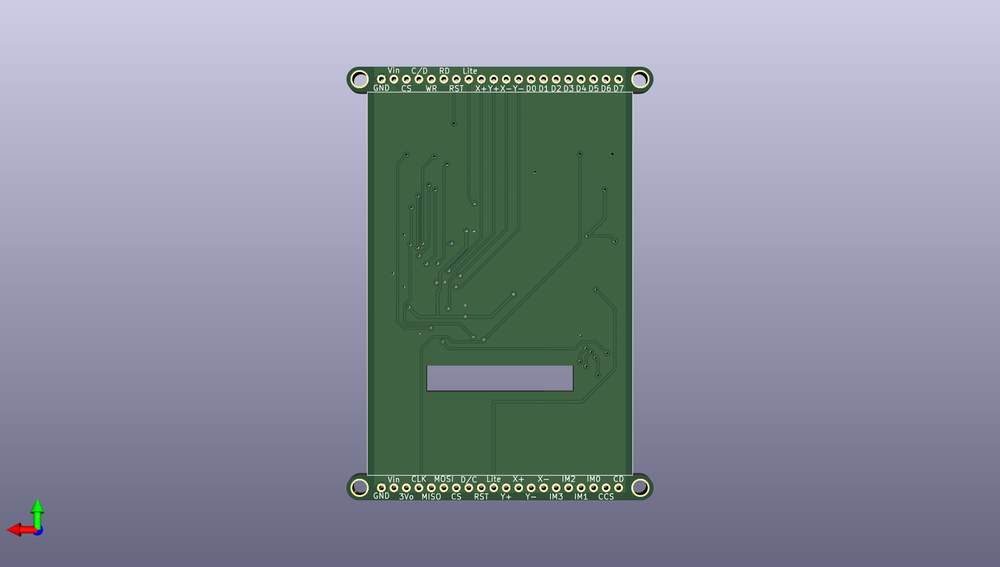 Vin C/D RD Lite
GND CS WR RST X+ Y+ X- Y- D0 D1 D2 D3 D4 D5 D6 D7
Vin CLK MOSI D/C Lite X+ X- IM2 IM0 CD
GND 3Vo MISO CS RST Y+ Y- IM3 IM1 CCS